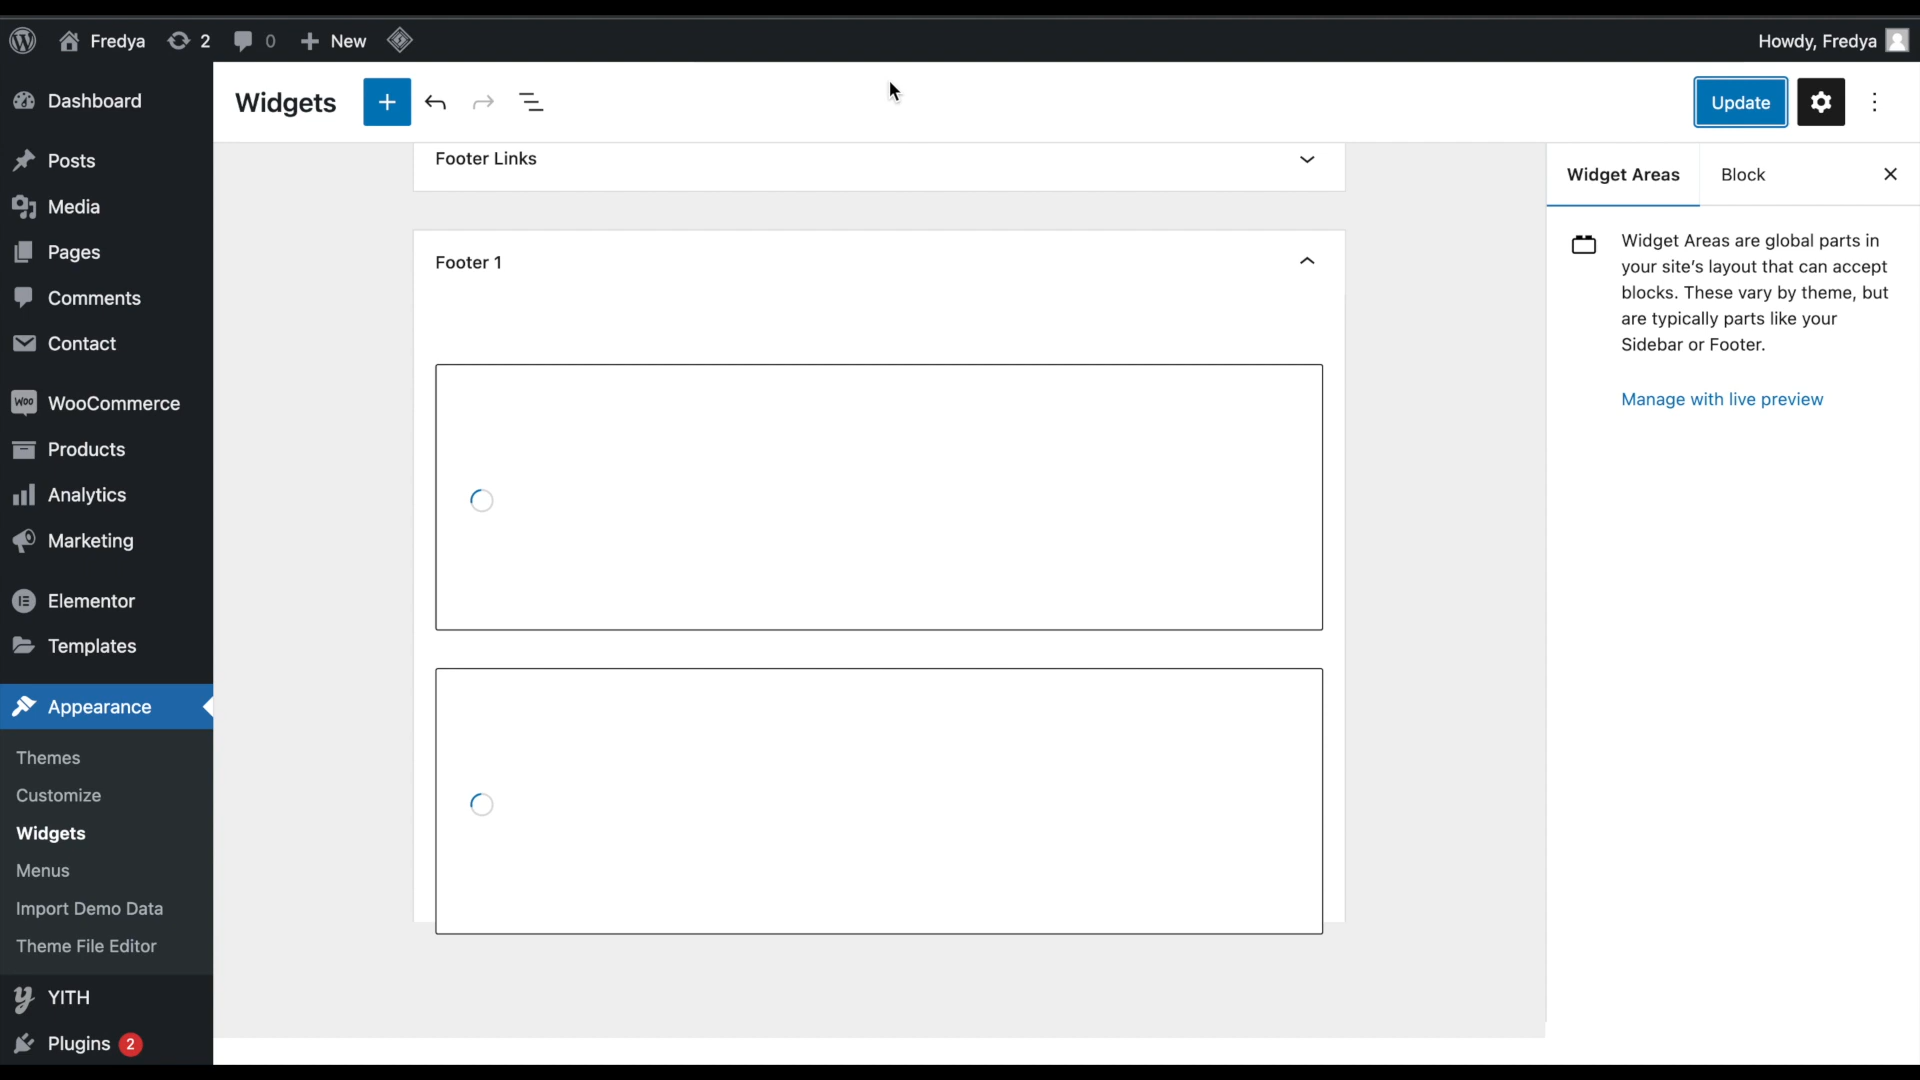 Fredya
2
0
New
Howdy, Fredya
Dashboard
Posts
Media
Pages
Comments
Contact
Woo
WooCommerce
Products
Analytics
Marketing
Elementor
Templates
Appearance
Themes
Customize
Widgets
Menus
Import Demo Data
Theme File Editor
YITH
Plugins 2
Widgets
Update
Footer Links
Footer 1
Widget Areas
Block
Widget Areas are global parts in
your site's layout that can accept
blocks. These vary by theme, but
are typically parts like your
Sidebar or Footer.
Manage with live preview